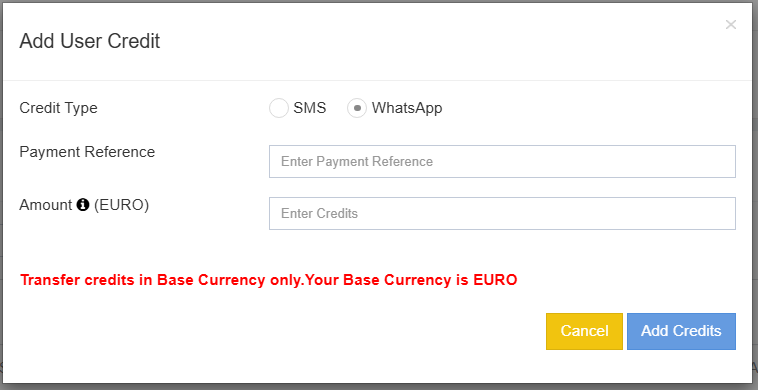 Add User Credit
×
Credit Type
SMS
WhatsApp
Payment Reference
Enter Payment Reference
Amount (EURO)
Enter Credits
Transfer credits in Base Currency only.Your Base Currency is EURO
Cancel
Add Credits